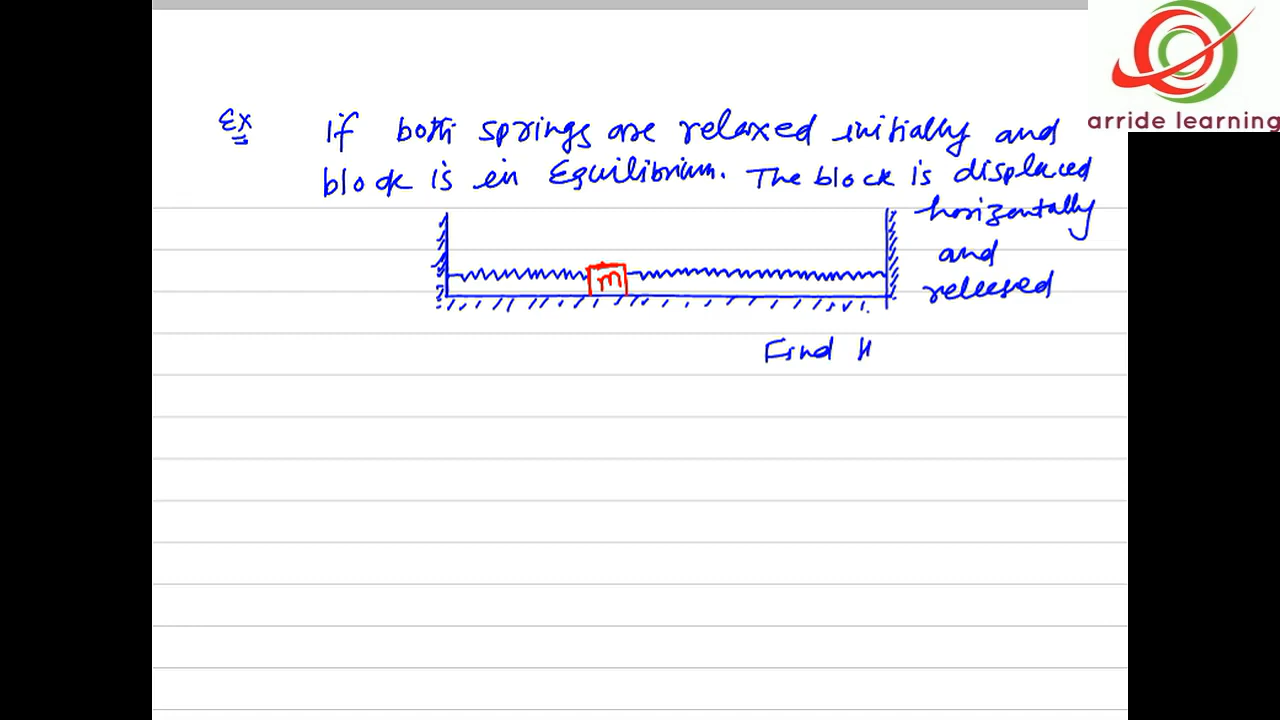 Ex If both springs are relaxed initially and
block is in Equilibrium. The block is displaced
horizontally
and
released
m
Find
arride learning